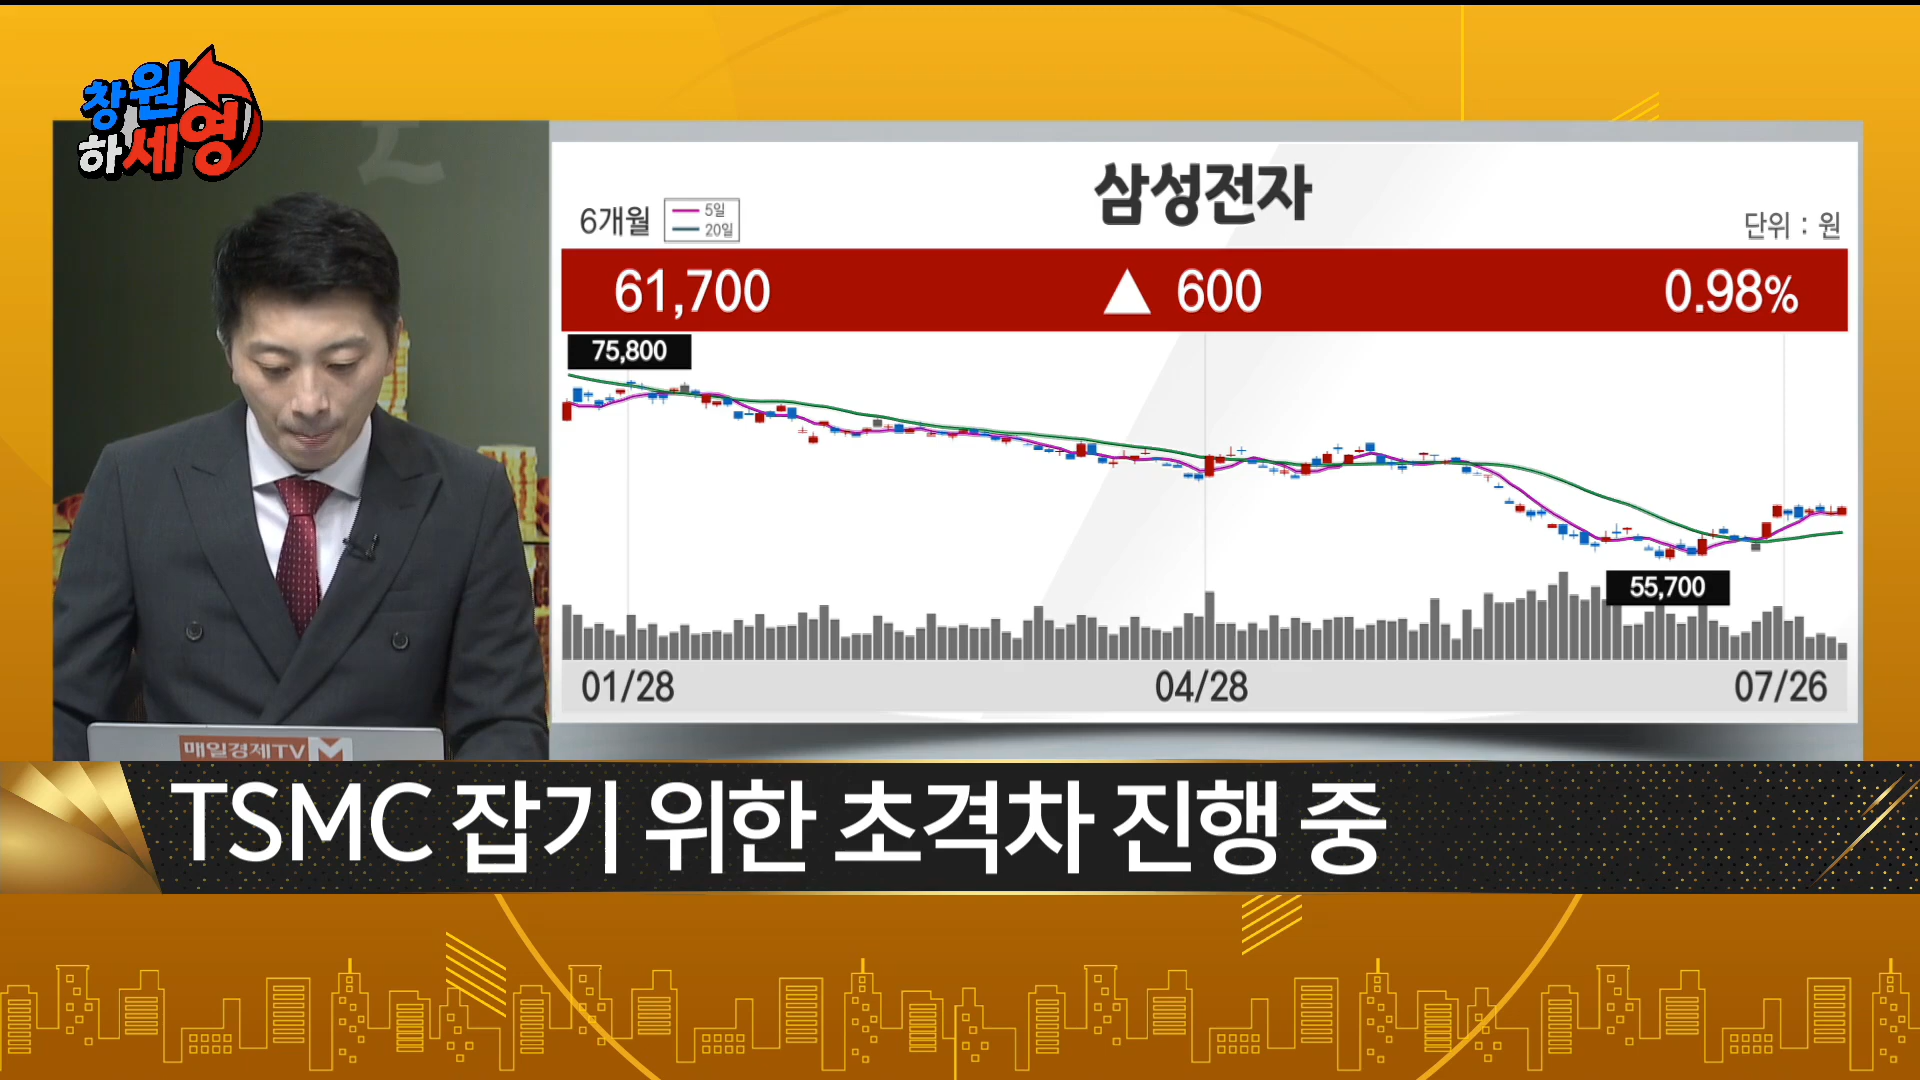 창원
하세영
삼성전자
6개월
5일
20일
단위 : 원
61,700 ▲ 600 0.98%
75,800
55,700
01/28 04/28 07/26
매일경제TV M
TSMC 잡기 위한 초격차 진행 중